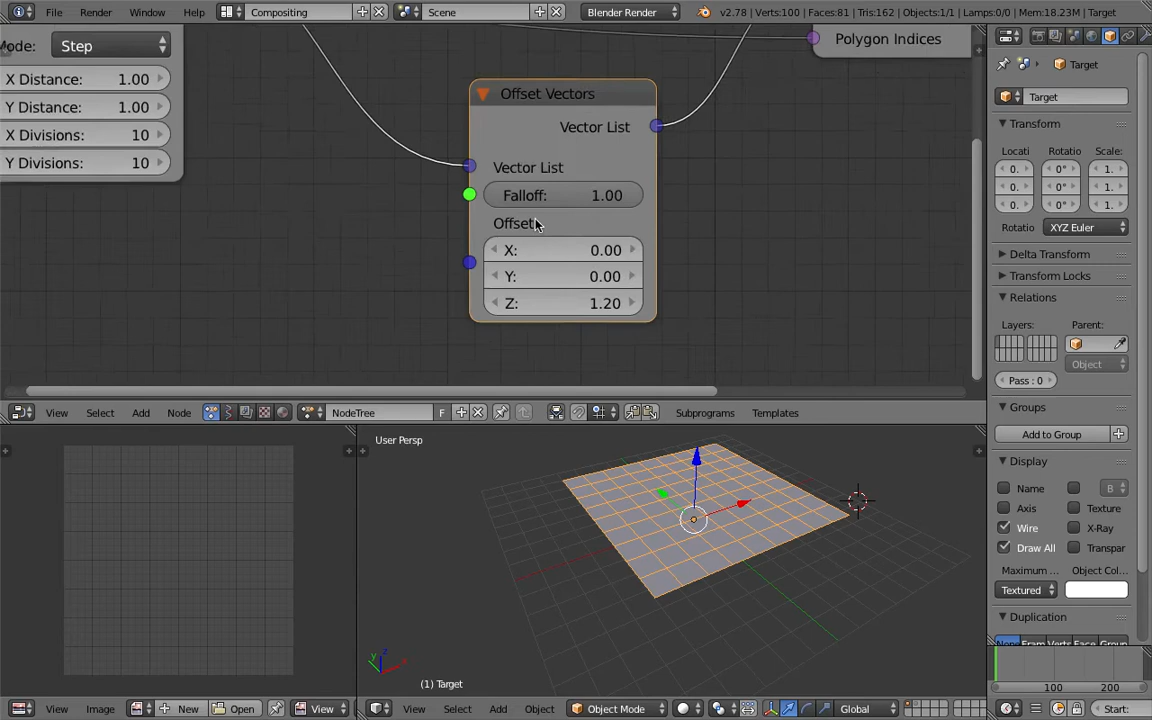 File Render Window Help Compositing Scene Blender Render v2.78 | Verts:100 | Faces:81 | Tris:162 | Objects:1/1 | Lamps:0/0 | Mem:18.23M | Target
Mode: Step
X Distance: 1.00
Y Distance: 1.00
X Divisions: 10
Y Divisions: 10
Offset Vectors
Vector List
Vector List
Falloff: 1.00
Offset
X: 0.00
Y: 0.00
Z: 1.20
Polygon Indices
View Select Add Node NodeTree F Subprograms Templates
User Persp
(1) Target
z
y
View Image New Open View
View Select Add Object Object Mode Global
Target
Target
Transform
Locati Rotatio Scale:
0. 0° 1.
0. 0° 1.
0. 0° 1.
Rotatio XYZ Euler
Delta Transform
Transform Locks
Relations
Layers: Parent:
Object
Pass : 0
Groups
Add to Group
Display
Name B
Axis Texture
Wire X-Ray
Draw All Transpar
Maximum ... Object Col...
Textured
Duplication
None Fram Verts Face Group
100 200
Start: